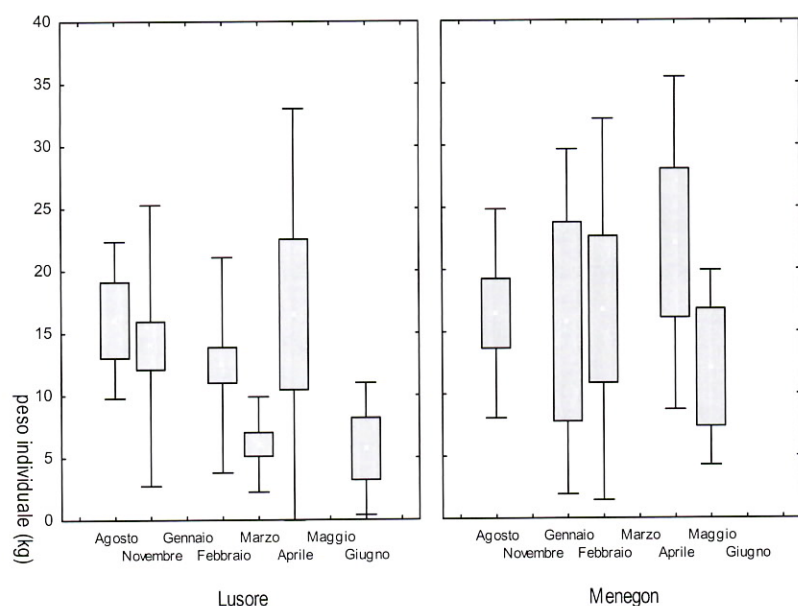 40
35
30
25
20
15
10
5
0
peso individuale (kg)
Agosto Gennaio Marzo Maggio
Novembre Febbraio Aprile Giugno
Agosto Gennaio Marzo Maggio
Novembre Febbraio Aprile Giugno
Lusore
Menegon